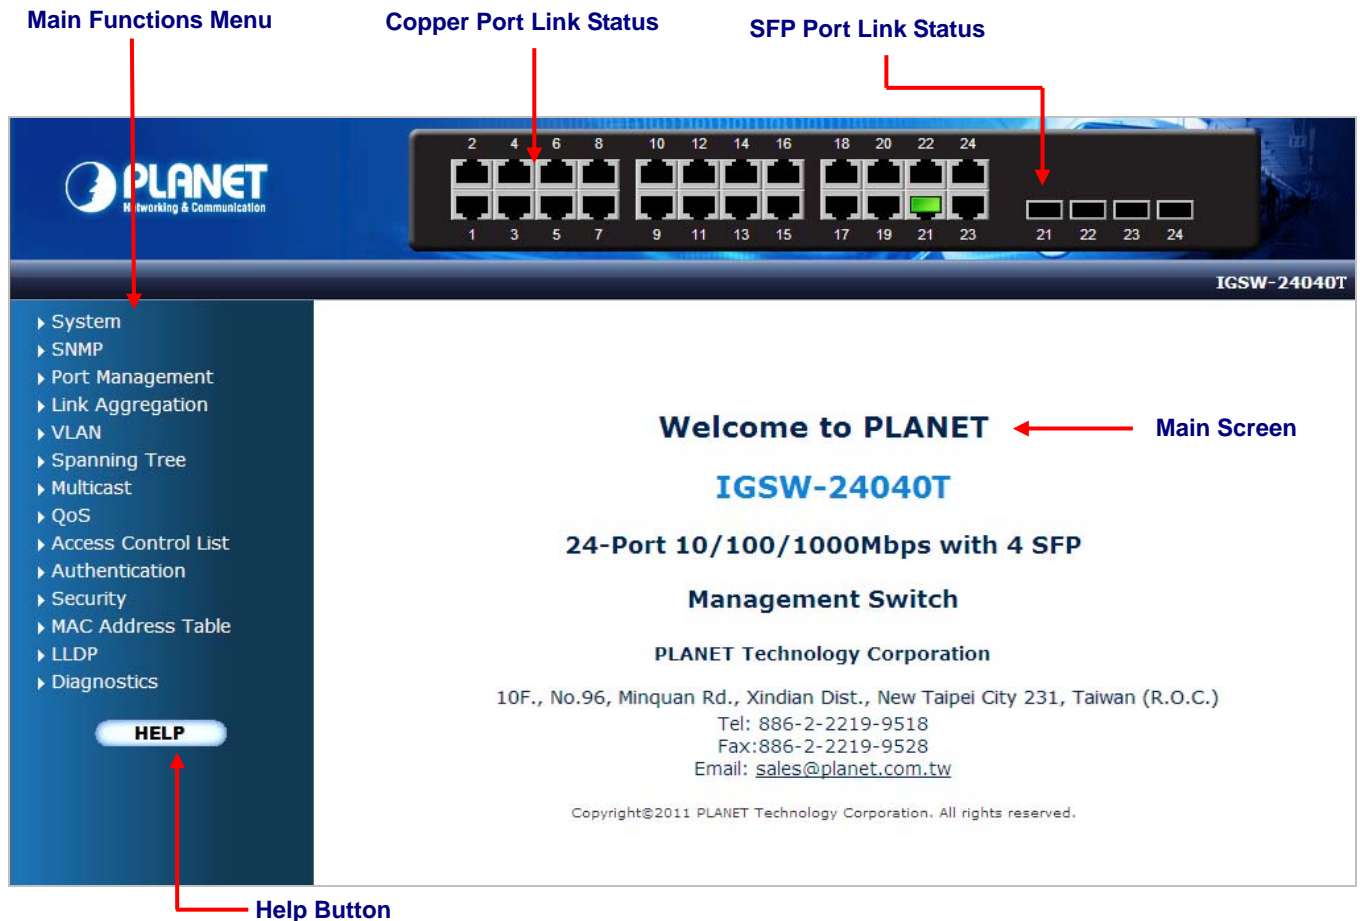 Main Functions Menu
Copper Port Link Status
SFP Port Link Status
2 4 6 8 10 12 14 16 18 20 22 24
PLANET
Networking & Communication
1 3 5 7 9 11 13 15 17 19 21 23 21 22 23 24
IGSW-24040T
System
SNMP
Port Management
Link Aggregation
VLAN
Spanning Tree
Multicast
QoS
Access Control List
Authentication
Security
MAC Address Table
LLDP
Diagnostics
HELP
Welcome to PLANET
Main Screen
IGSW-24040T
24-Port 10/100/1000Mbps with 4 SFP
Management Switch
PLANET Technology Corporation
10F., No.96, Minquan Rd., Xindian Dist., New Taipei City 231, Taiwan (R.O.C.)
Tel: 886-2-2219-9518
Fax:886-2-2219-9528
Email: sales@planet.com.tw
Copyright©2011 PLANET Technology Corporation. All rights reserved.
Help Button